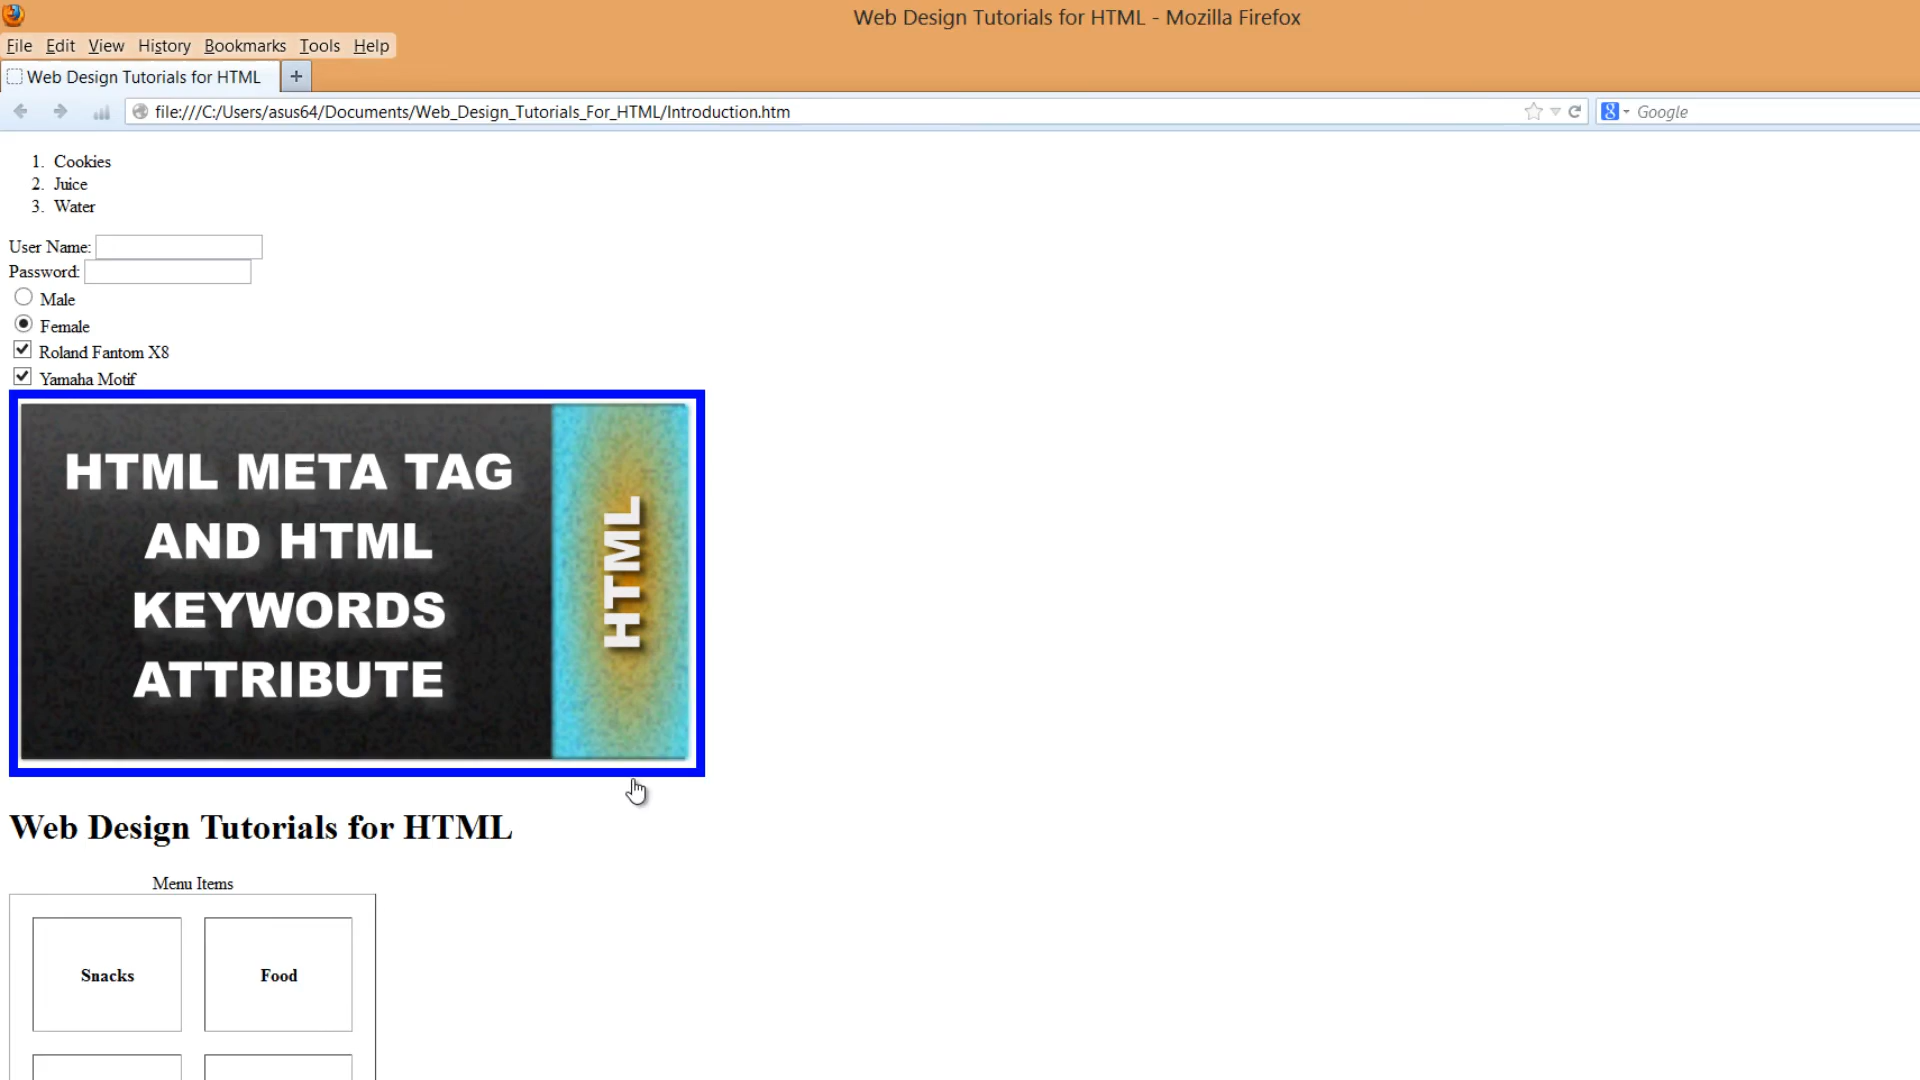 Web Design Tutorials for HTML - Mozilla Firefox
File Edit View History Bookmarks Tools Help
Web Design Tutorials for HTML +
file:///C:/Users/asus64/Documents/Web_Design_Tutorials_For_HTML/Introduction.htm
8 Google
1. Cookies
2. Juice
3. Water
User Name:
Password:
Male
Female
Roland Fantom X8
Yamaha Motif
HTML META TAG
AND HTML
KEYWORDS
ATTRIBUTE
HTML
Web Design Tutorials for HTML
Menu Items
Snacks Food